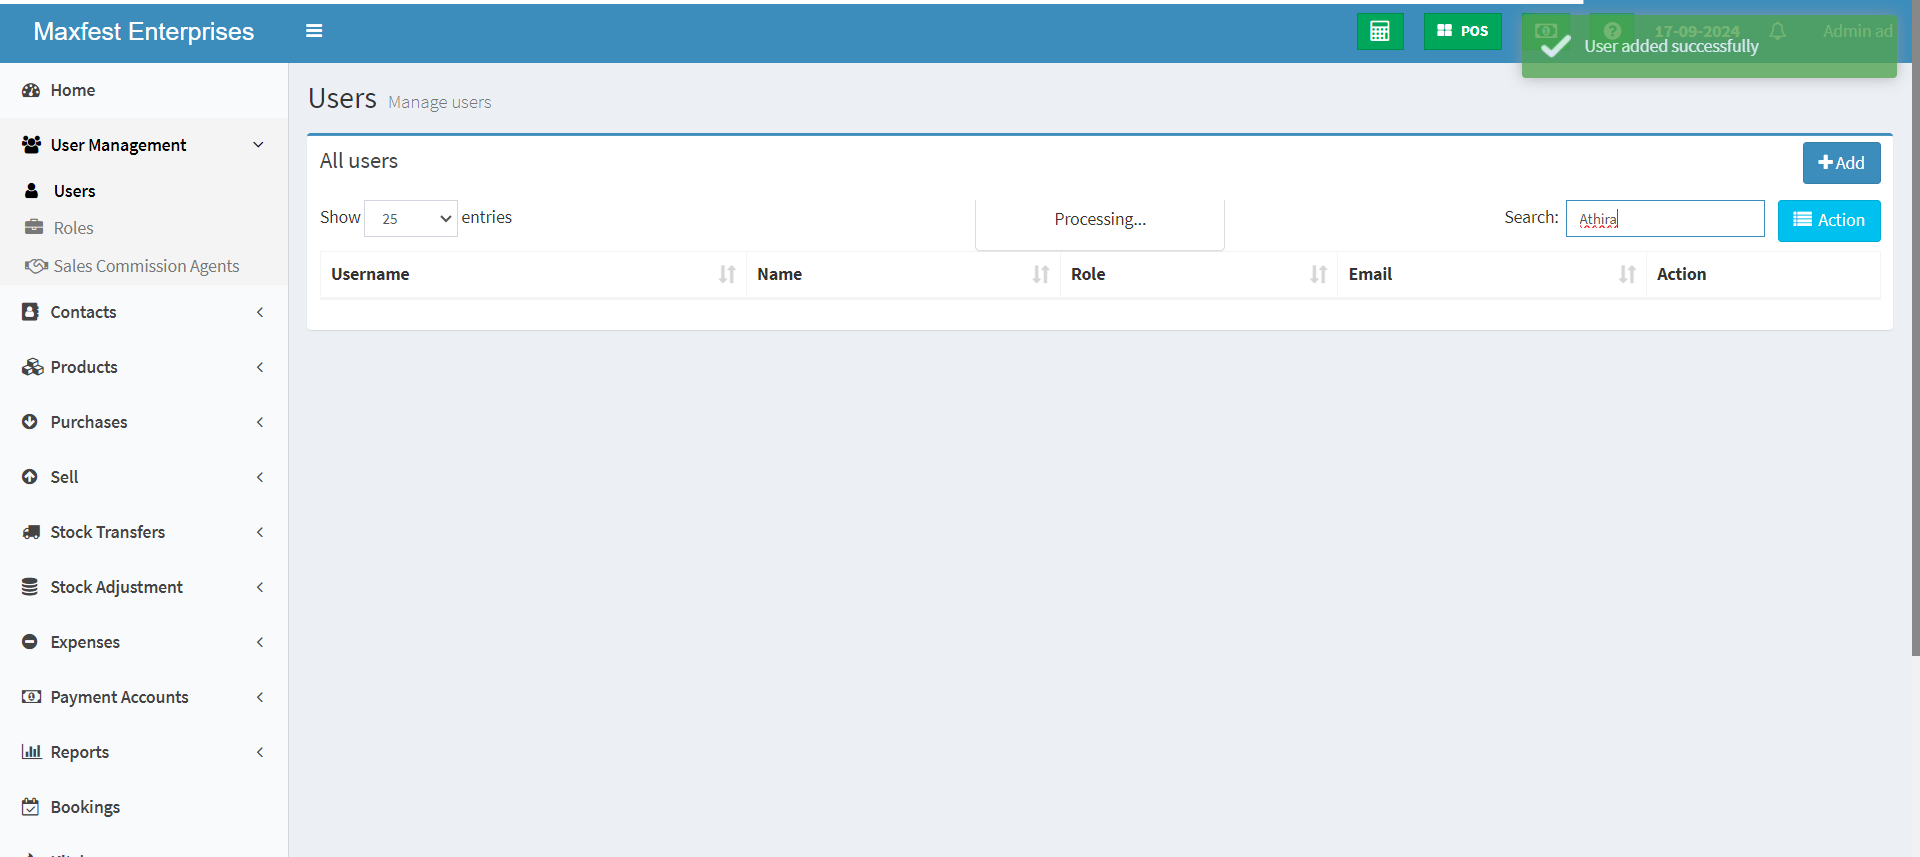 Maxfest Enterprises
POS
17-09-2024
Admin ad
User added successfully
Home
User Management
Users
Roles
Sales Commission Agents
Contacts
Products
Purchases
Sell
Stock Transfers
Stock Adjustment
Expenses
Payment Accounts
Reports
Bookings
Users Manage users
All users
Add
Show 25 entries
Processing...
Search: Athira
Action
Username Name Role Email Action